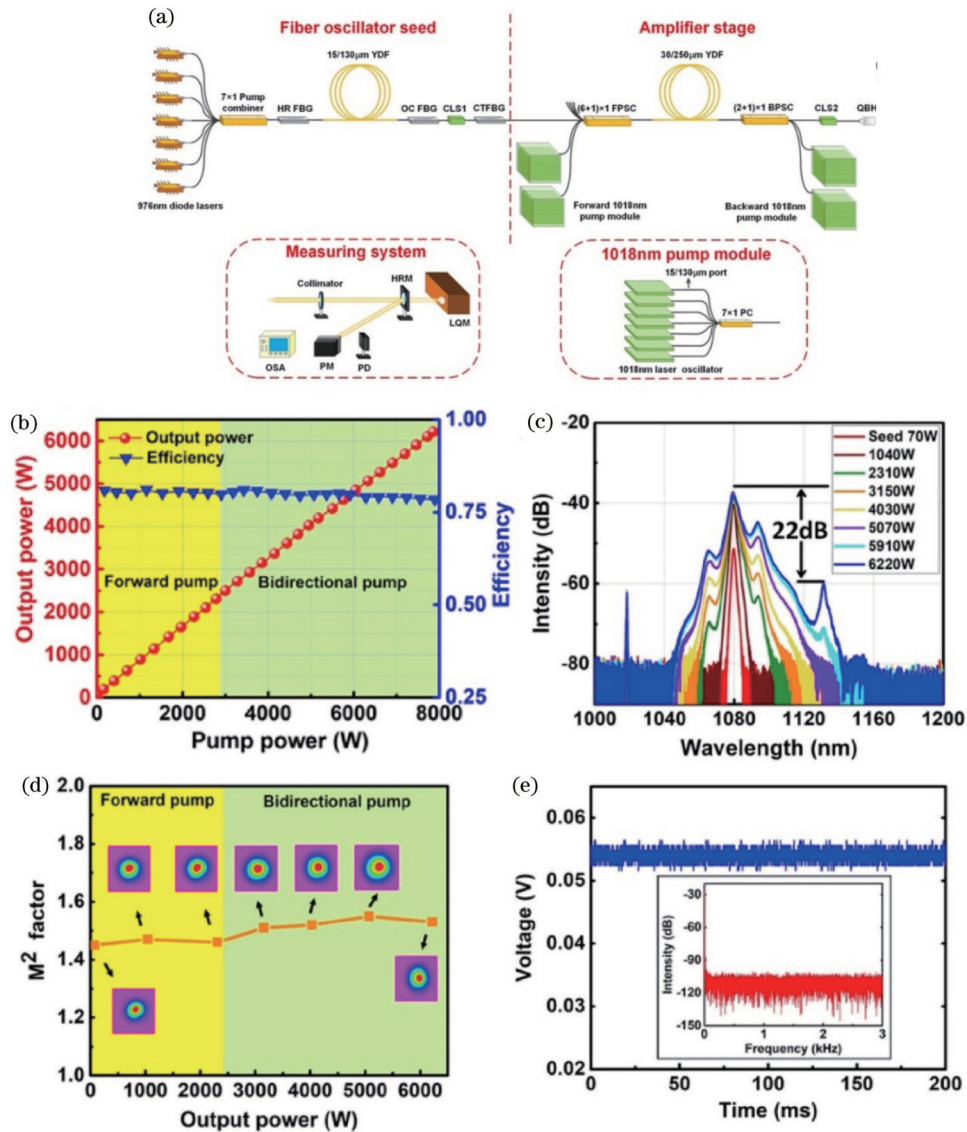 (a)
Fiber oscillator seed
Amplifier stage
15/130μm YDF
30/250μm YDF
7×1 Pump
combiner
HR FBG
OC FBG
CLS1
CTFBG
(6+1)×1 FPSC
(2+1)×1 BPSC
CLS2
QBH
976nm diode lasers
Forward 1018nm
pump module
Backward 1018nm
pump module
Measuring system
Collimator
HRM
LQM
OSA
PM
PD
1018nm pump module
15/130μm port
7×1 PC
1018nm laser oscillator
(b)
Output power (W)
6000
5000
4000
3000
2000
1000
0
Output power
Efficiency
Forward pump
Bidirectional pump
1.00
0.75
0.50
0.25
Efficiency
0 2000 4000 6000 8000
Pump power (W)
(c)
Intensity (dB)
-20
-40
-60
-80
22dB
Seed 70W
1040W
2310W
3150W
4030W
5070W
5910W
6220W
1000 1040 1080 1120 1160 1200
Wavelength (nm)
(d)
M2 factor
2.0
1.8
1.6
1.4
1.2
1.0
Forward pump
Bidirectional pump
0 1000 2000 3000 4000 5000 6000
Output power (W)
(e)
Voltage (V)
0.06
0.05
0.04
0.03
0.02
Intensity (dB)
-30
-60
-90
-120
-150
0 1 2 3
Frequency (kHz)
0 50 100 150 200
Time (ms)